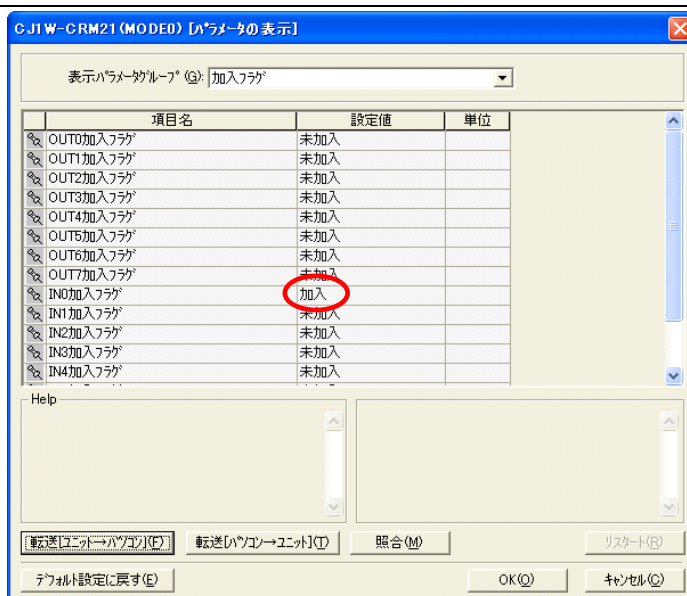 CJ1W-CRM21(MODE0) [ﾊﾟﾗﾒｰﾀの表示]
表示ﾊﾟﾗﾒｰﾀｸﾞﾙｰﾌﾟ(G): 加入ﾌﾗｸﾞ
項目名 設定値 単位
OUT0加入ﾌﾗｸﾞ 未加入
OUT1加入ﾌﾗｸﾞ 未加入
OUT2加入ﾌﾗｸﾞ 未加入
OUT3加入ﾌﾗｸﾞ 未加入
OUT4加入ﾌﾗｸﾞ 未加入
OUT5加入ﾌﾗｸﾞ 未加入
OUT6加入ﾌﾗｸﾞ 未加入
OUT7加入ﾌﾗｸﾞ 未加入
IN0加入ﾌﾗｸﾞ 加入
IN1加入ﾌﾗｸﾞ 未加入
IN2加入ﾌﾗｸﾞ 未加入
IN3加入ﾌﾗｸﾞ 未加入
IN4加入ﾌﾗｸﾞ 未加入
Help
転送[ﾕﾆｯﾄ→ﾊﾟｿｺﾝ](F) 転送[ﾊﾟｿｺﾝ→ﾕﾆｯﾄ](T) 照合(M) ﾘｽﾀｰﾄ(R)
ﾃﾞﾌｫﾙﾄ設定に戻す(E) OK(O) ｷｬﾝｾﾙ(C)